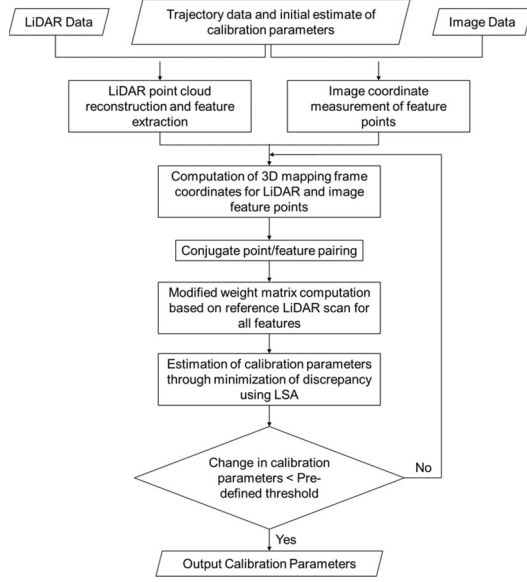 LiDAR Data
Trajectory data and initial estimate of
calibration parameters
Image Data
LiDAR point cloud
reconstruction and feature
extraction
Image coordinate
measurement of feature
points
Computation of 3D mapping frame
coordinates for LiDAR and image
feature points
Conjugate point/feature pairing
Modified weight matrix computation
based on reference LiDAR scan for
all features
Estimation of calibration parameters
through minimization of discrepancy
using LSA
Change in calibration
parameters < Pre-
defined threshold
No
Yes
Output Calibration Parameters